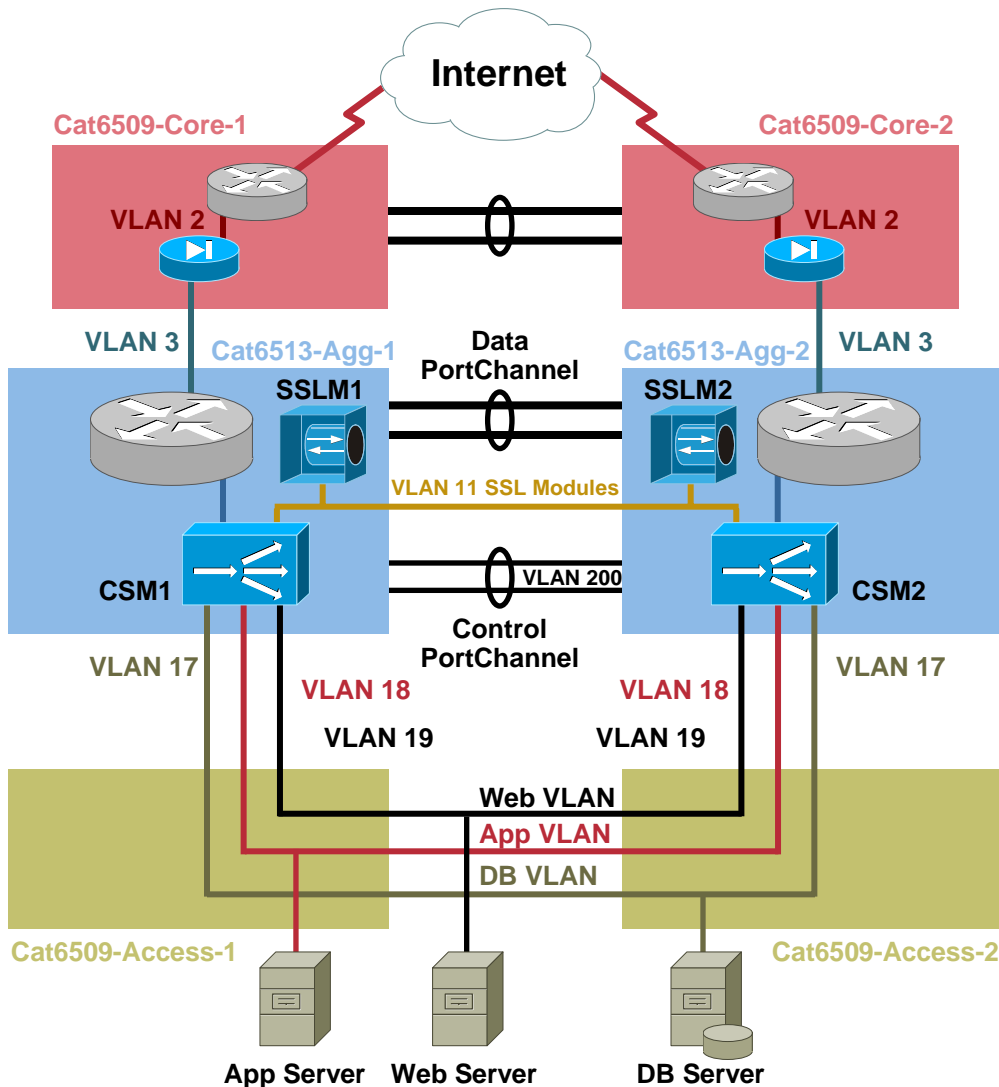 Internet
Cat6509-Core-1
Cat6509-Core-2
VLAN 2
VLAN 2
VLAN 3
Data
PortChannel
VLAN 3
Cat6513-Agg-1
Cat6513-Agg-2
SSLM1
SSLM2
VLAN 11 SSL Modules
CSM1
VLAN 200
CSM2
Control
PortChannel
VLAN 17
VLAN 17
VLAN 18
VLAN 18
VLAN 19
VLAN 19
Web VLAN
App VLAN
DB VLAN
Cat6509-Access-1
Cat6509-Access-2
App Server
Web Server
DB Server